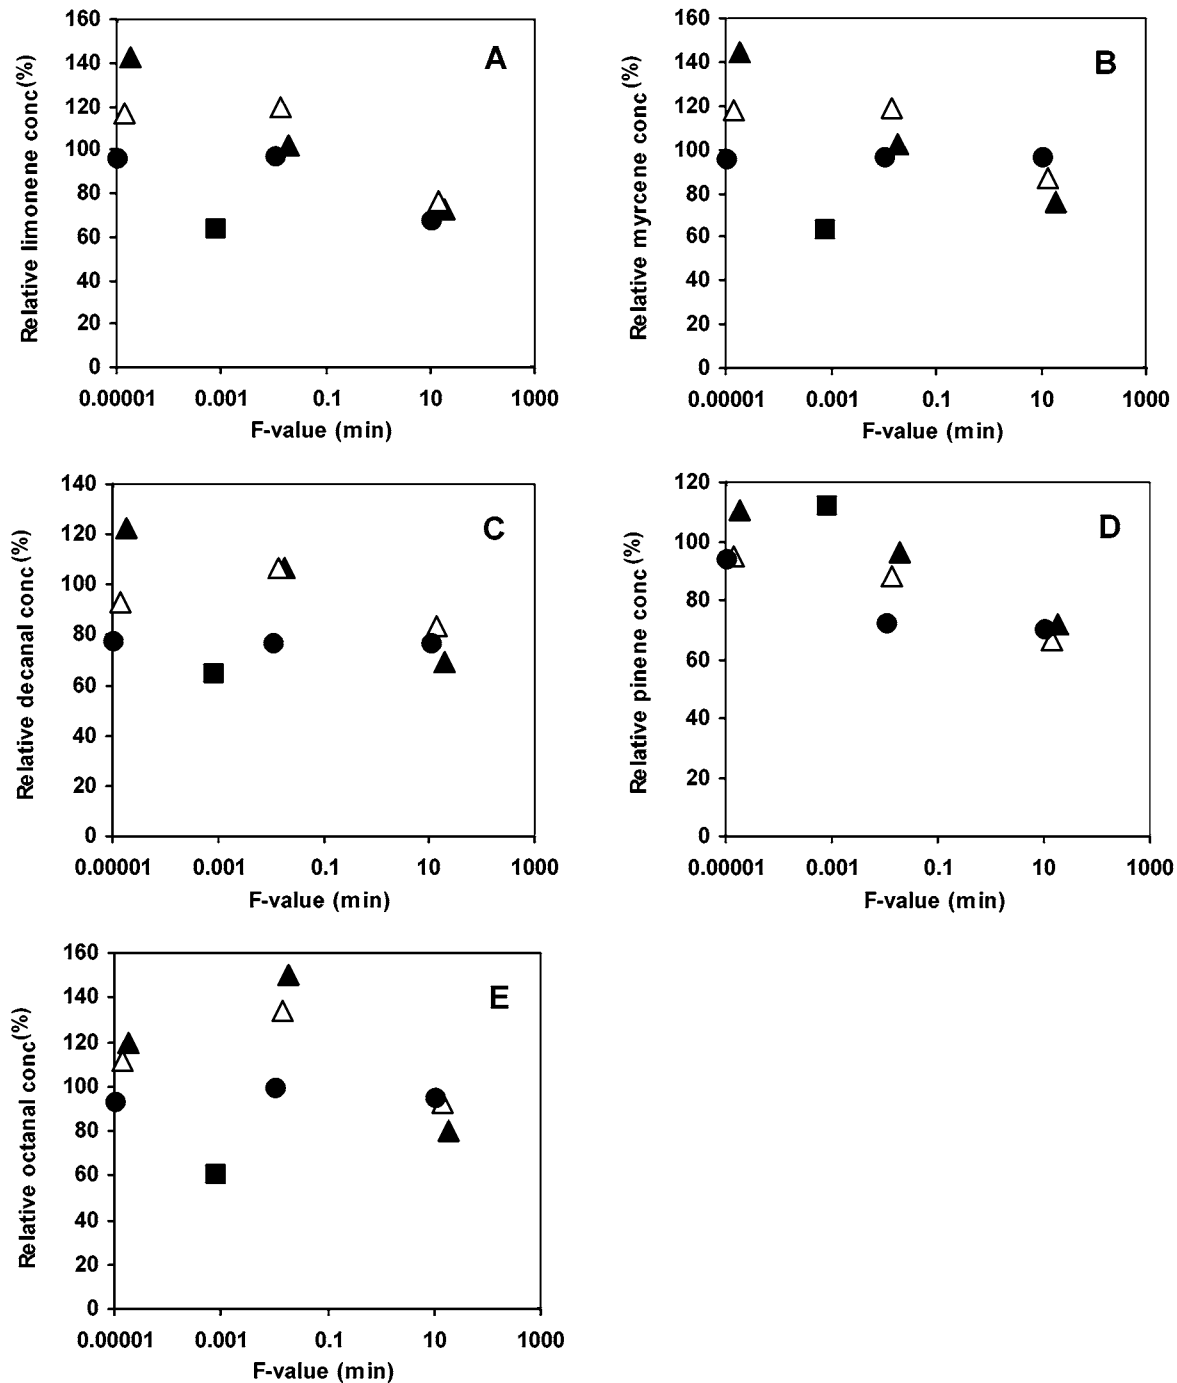 A
Relative limonene conc(%)
160
140
120
100
80
60
40
20
0
0.00001 0.001 0.1 10 1000
F-value (min)
B
Relative myrcene conc(%)
160
140
120
100
80
60
40
20
0
0.00001 0.001 0.1 10 1000
F-value (min)
C
Relative decanal conc(%)
140
120
100
80
60
40
20
0
0.00001 0.001 0.1 10 1000
F-value (min)
D
Relative pinene conc(%)
120
100
80
60
40
20
0
0.00001 0.001 0.1 10 1000
F-value (min)
E
Relative octanal conc(%)
160
140
120
100
80
60
40
20
0
0.00001 0.001 0.1 10 1000
F-value (min)